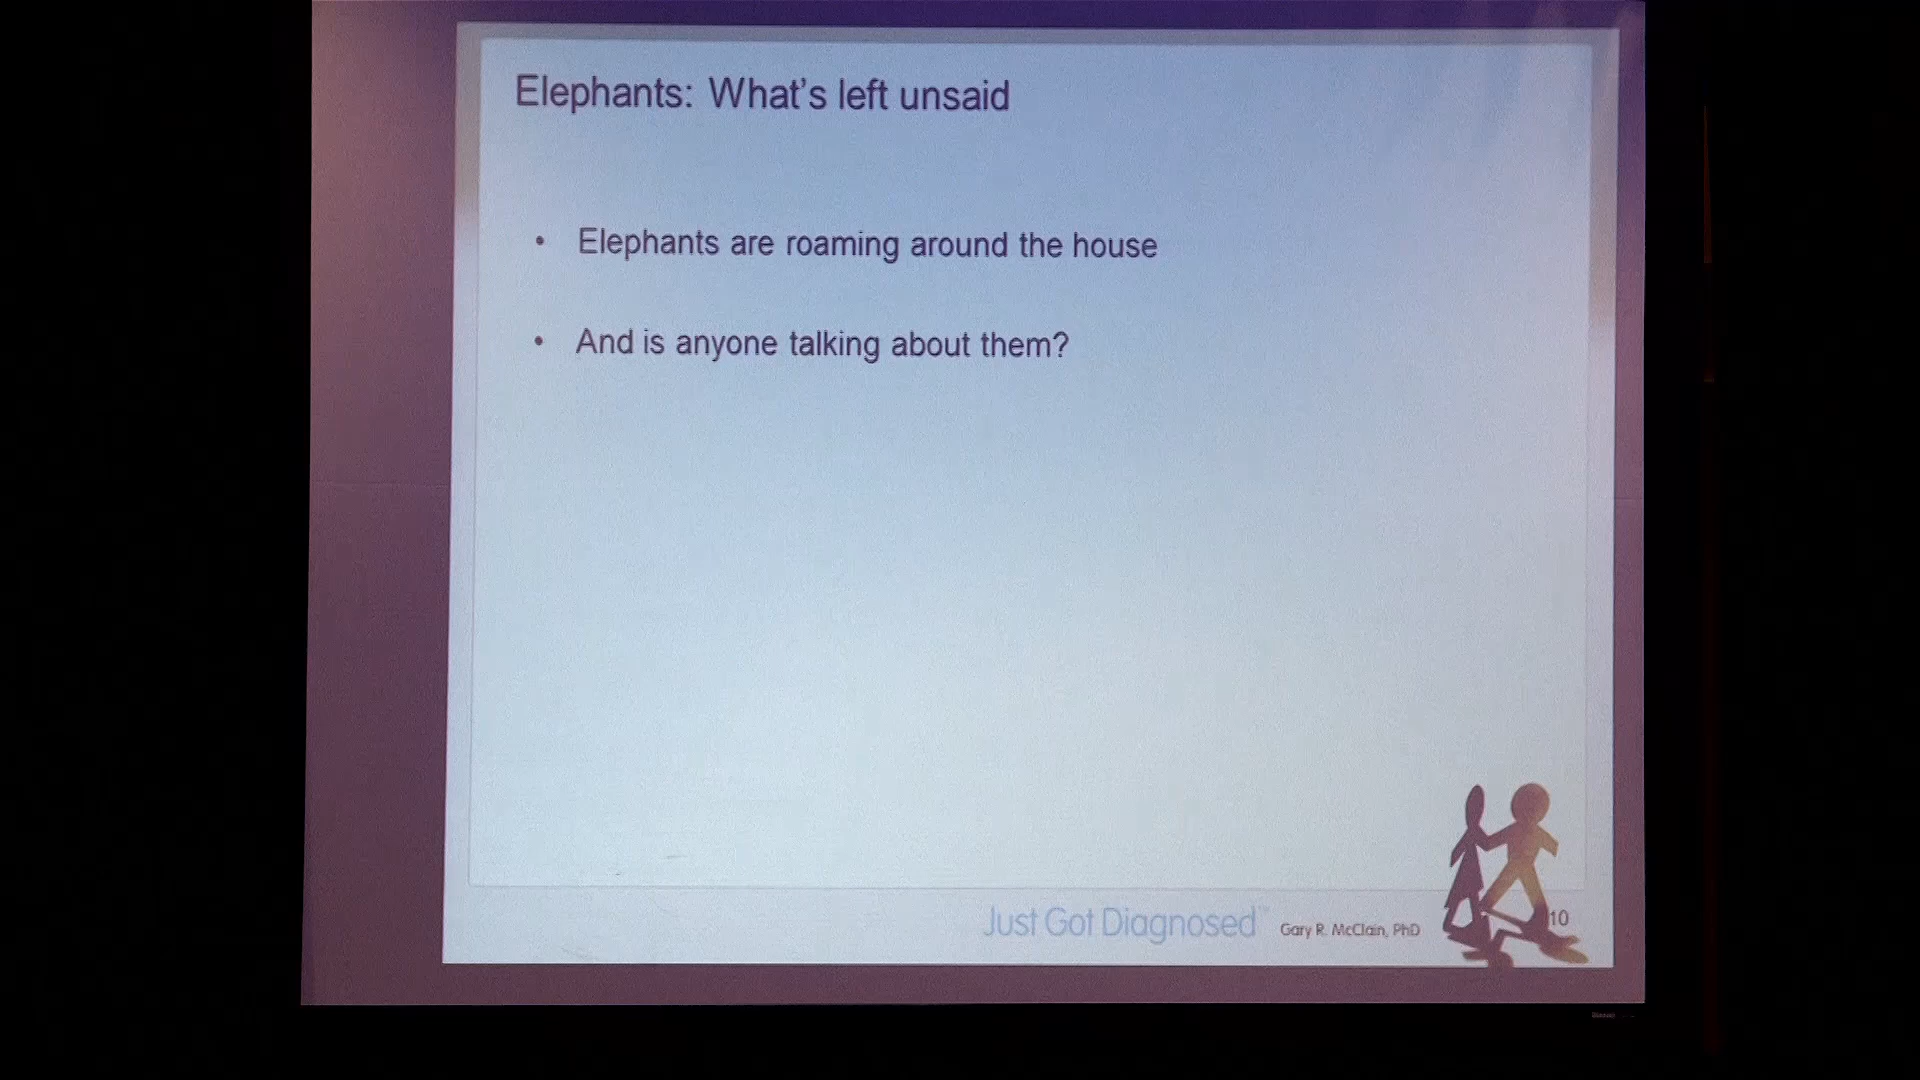 Elephants: What's left unsaid
• Elephants are roaming around the house
• And is anyone talking about them?
Just Got Diagnosed™ Gary R. McClain, PhD
10